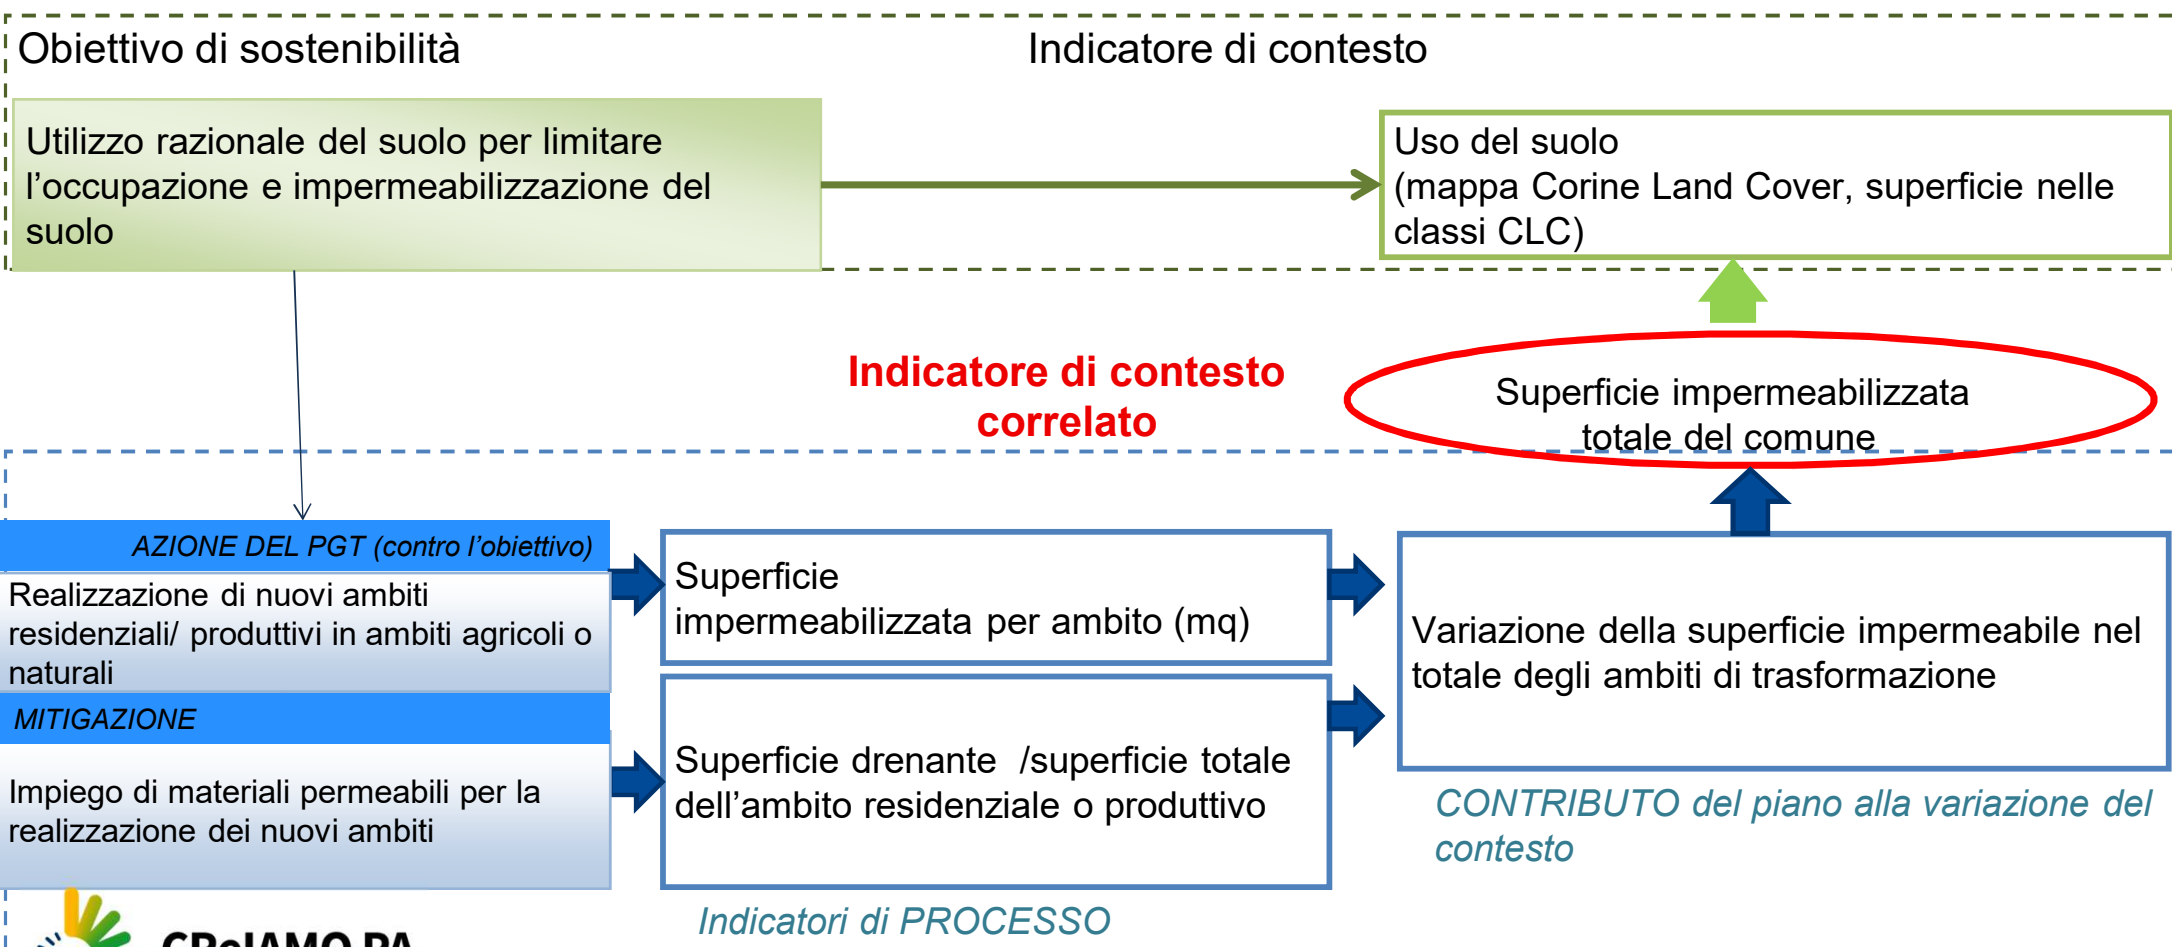 Obiettivo di sostenibilità
Indicatore di contesto
Utilizzo razionale del suolo per limitare
l’occupazione e impermeabilizzazione del
suolo
Uso del suolo
(mappa Corine Land Cover, superficie nelle
classi CLC)
Indicatore di contesto
correlato
Superficie impermeabilizzata
totale del comune
AZIONE DEL PGT (contro l’obiettivo)
Realizzazione di nuovi ambiti
residenziali/ produttivi in ambiti agricoli o
naturali
Superficie
impermeabilizzata per ambito (mq)
Variazione della superficie impermeabile nel
totale degli ambiti di trasformazione
MITIGAZIONE
Impiego di materiali permeabili per la
realizzazione dei nuovi ambiti
Superficie drenante /superficie totale
dell’ambito residenziale o produttivo
CONTRIBUTO del piano alla variazione del
contesto
Indicatori di PROCESSO
CReIAMO PA